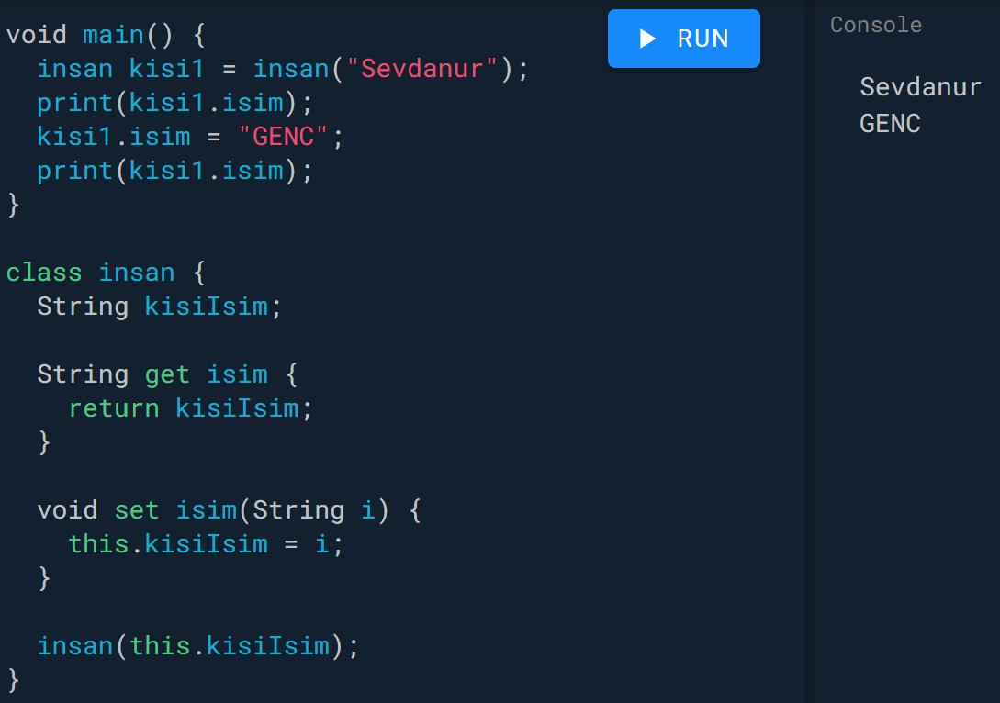 void main() {
  insan kisi1 = insan("Sevdanur");
  print(kisi1.isim);
  kisi1.isim = "GENC";
  print(kisi1.isim);
}

class insan {
  String kisiIsim;

  String get isim {
    return kisiIsim;
  }

  void set isim(String i) {
    this.kisiIsim = i;
  }

  insan(this.kisiIsim);
}
RUN
Console
Sevdanur
GENC